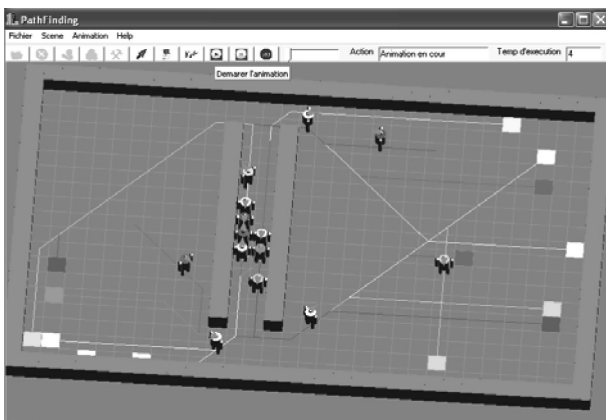 PathFinding
Fichier Scene Animation Help
Action Animation en cour Temp d'execution 4
Demarer l'animation